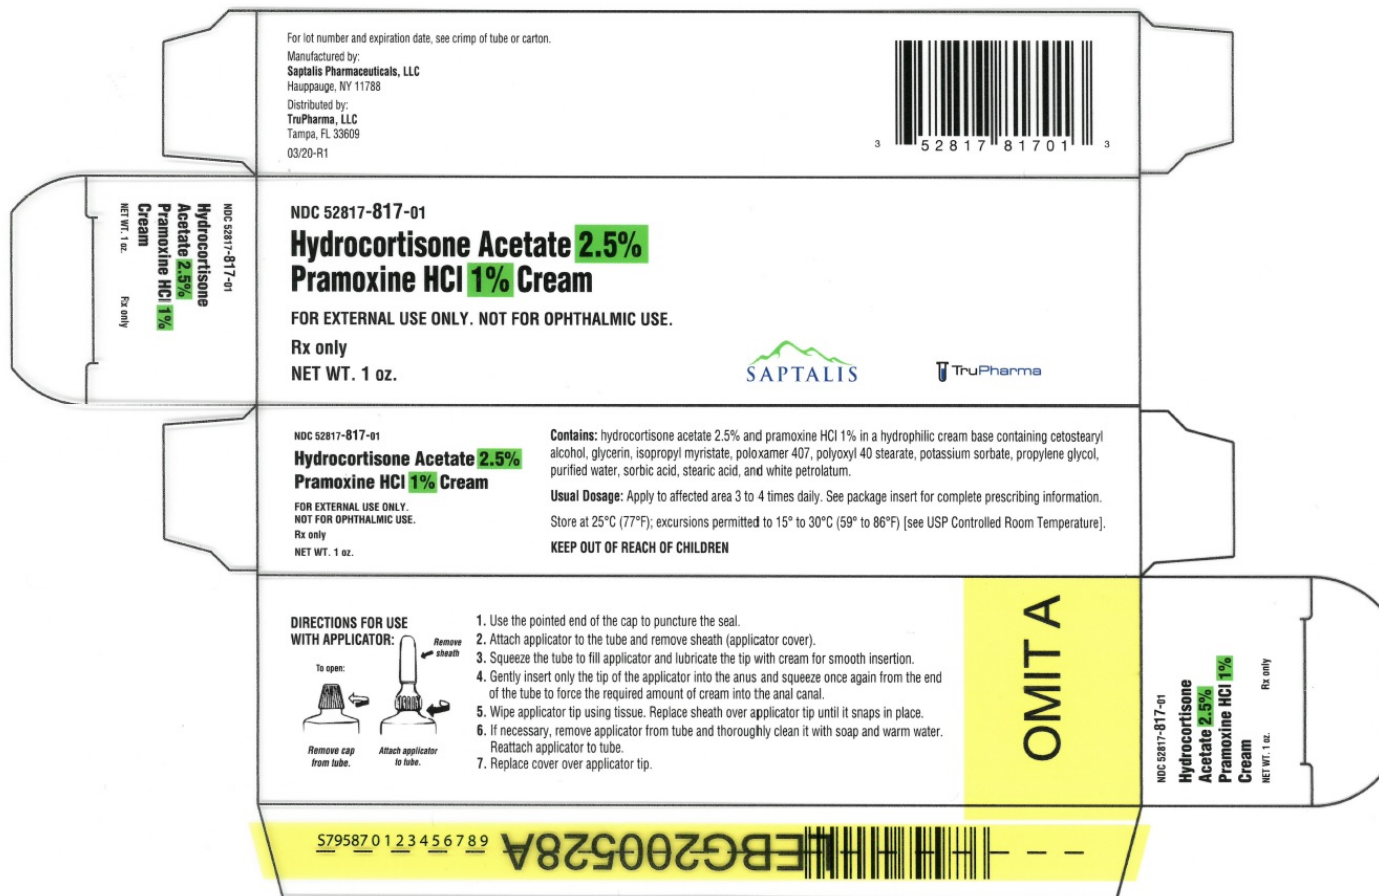 For lot number and expiration date, see crimp of tube or carton.
Manufactured by:
Saptalis Pharmaceuticals, LLC
Hauppauge, NY 11788
Distributed by:
TruPharma, LLC
Tampa, FL 33609
03/20-R1
3 52817 81701 3
NDC 52817-817-01
Hydrocortisone
Acetate 2.5%
Pramoxine HCl 1%
Cream
NET WT. 1 oz. Rx only
NDC 52817-817-01
Hydrocortisone Acetate 2.5%
Pramoxine HCl 1% Cream
FOR EXTERNAL USE ONLY. NOT FOR OPHTHALMIC USE.
Rx only
NET WT. 1 oz.
SAPTALIS
TruPharma
NDC 52817-817-01
Hydrocortisone Acetate 2.5%
Pramoxine HCl 1% Cream
FOR EXTERNAL USE ONLY.
NOT FOR OPHTHALMIC USE.
Rx only
NET WT. 1 oz.
Contains: hydrocortisone acetate 2.5% and pramoxine HCl 1% in a hydrophilic cream base containing cetostearyl
alcohol, glycerin, isopropyl myristate, poloxamer 407, polyoxyl 40 stearate, potassium sorbate, propylene glycol,
purified water, sorbic acid, stearic acid, and white petrolatum.
Usual Dosage: Apply to affected area 3 to 4 times daily. See package insert for complete prescribing information.
Store at 25°C (77°F); excursions permitted to 15° to 30°C (59° to 86°F) [see USP Controlled Room Temperature].
KEEP OUT OF REACH OF CHILDREN
DIRECTIONS FOR USE
WITH APPLICATOR:
Remove
sheath
To open:
Remove cap
from tube.
Attach applicator
to tube.
1. Use the pointed end of the cap to puncture the seal.
2. Attach applicator to the tube and remove sheath (applicator cover).
3. Squeeze the tube to fill applicator and lubricate the tip with cream for smooth insertion.
4. Gently insert only the tip of the applicator into the anus and squeeze once again from the end
of the tube to force the required amount of cream into the anal canal.
5. Wipe applicator tip using tissue. Replace sheath over applicator tip until it snaps in place.
6. If necessary, remove applicator from tube and thoroughly clean it with soap and warm water.
Reattach applicator to tube.
7. Replace cover over applicator tip.
OMIT A
NDC 52817-817-01
Hydrocortisone
Acetate 2.5%
Pramoxine HCl 1%
Cream
NET WT. 1 oz. Rx only
S79587 0 1 2 3 4 5 6 7 8 9
LEBG200528A